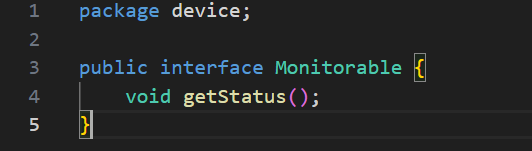 1 package device;
2
3 public interface Monitorable {
4     void getStatus();
5 }